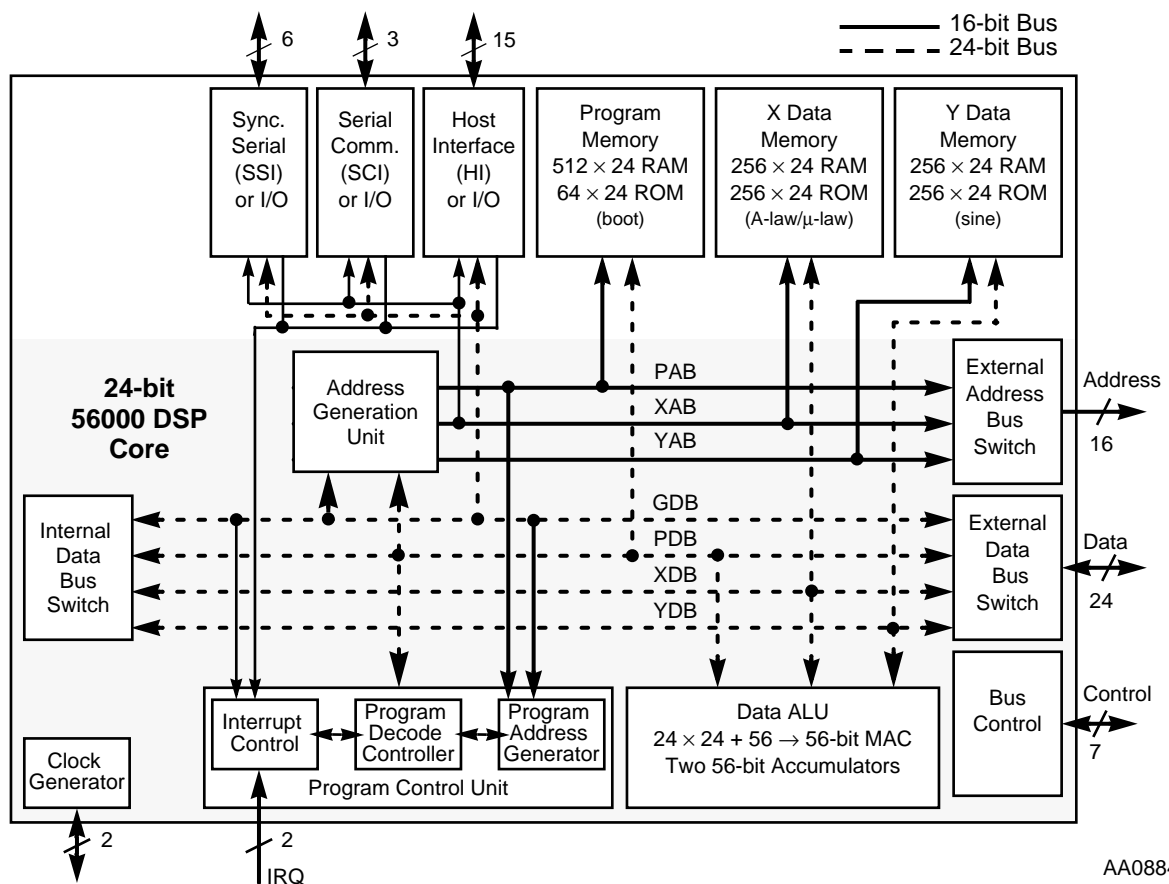 6
3
15
16-bit Bus
24-bit Bus
Sync.
Serial
(SSI)
or I/O
Serial
Comm.
(SCI)
or I/O
Host
Interface
(HI)
or I/O
Program
Memory
512 × 24 RAM
64 × 24 ROM
(boot)
X Data
Memory
256 × 24 RAM
256 × 24 ROM
(A-law/μ-law)
Y Data
Memory
256 × 24 RAM
256 × 24 ROM
(sine)
24-bit
56000 DSP
Core
Address
Generation
Unit
PAB
XAB
YAB
External
Address
Bus
Switch
Address
16
Internal
Data
Bus
Switch
GDB
PDB
XDB
YDB
External
Data
Bus
Switch
Data
24
Interrupt
Control
Program
Decode
Controller
Program
Address
Generator
Program Control Unit
Data ALU
24 × 24 + 56 → 56-bit MAC
Two 56-bit Accumulators
Bus
Control
Control
7
Clock
Generator
2
2
IRQ